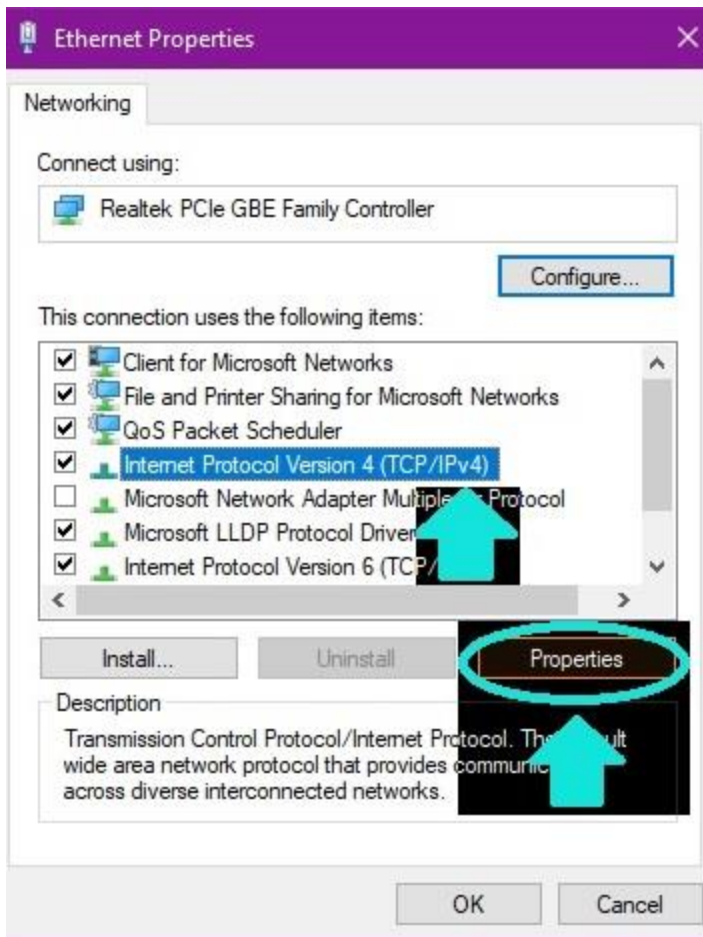 Ethernet Properties
Networking
Connect using:
Realtek PCIe GBE Family Controller
Configure...
This connection uses the following items:
Client for Microsoft Networks
File and Printer Sharing for Microsoft Networks
QoS Packet Scheduler
Internet Protocol Version 4 (TCP/IPv4)
Microsoft Network Adapter Protocol
Microsoft LLDP Protocol Driver
Internet Protocol Version 6 (TCP/
Install...
Uninstall
Properties
Description
Transmission Control Protocol/Internet Protocol. The
wide area network protocol that provides
across diverse interconnected networks.
OK
Cancel